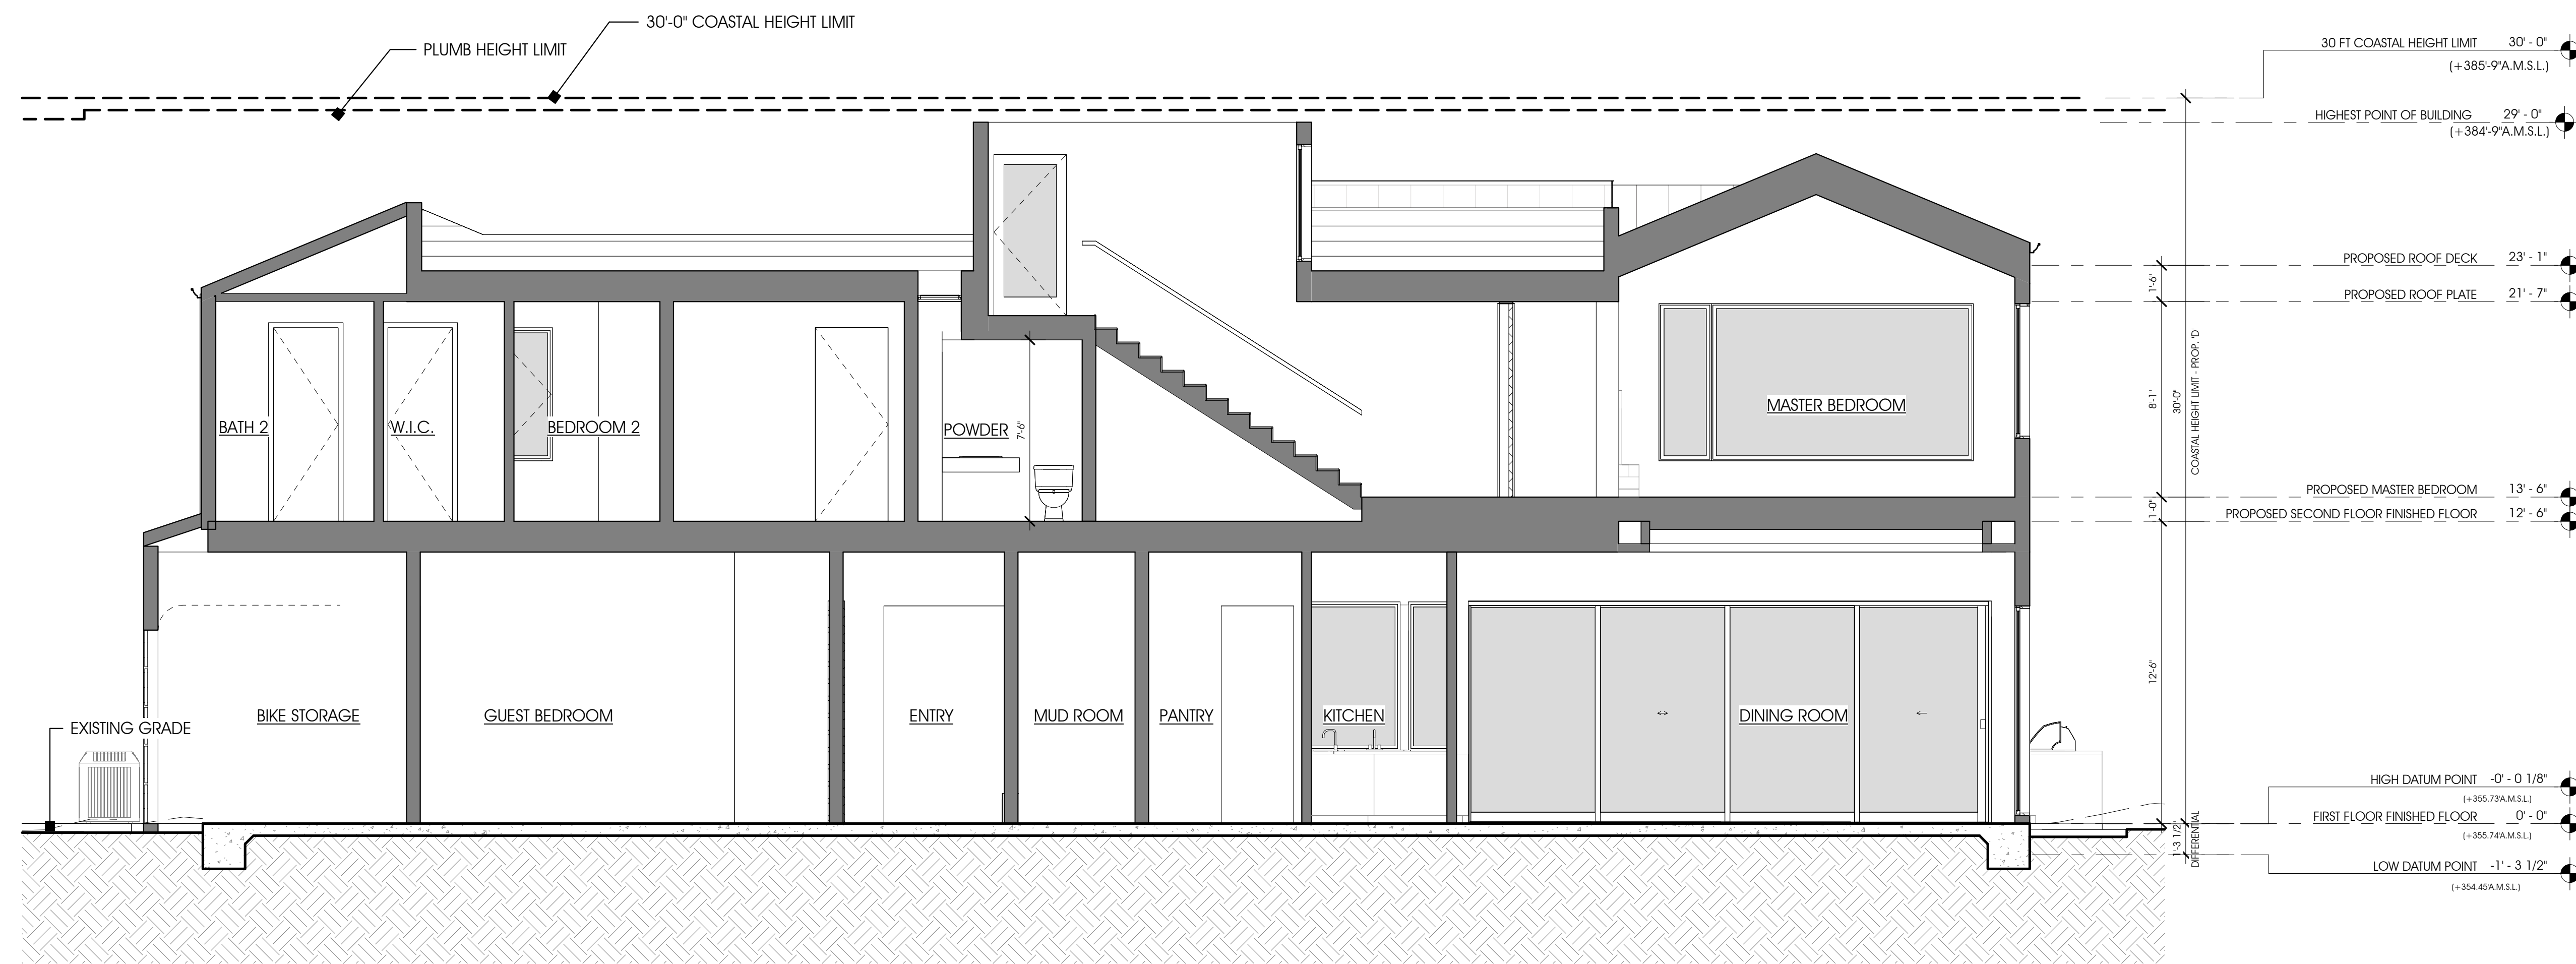 30'-0" COASTAL HEIGHT LIMIT
PLUMB HEIGHT LIMIT
30 FT COASTAL HEIGHT LIMIT 30' - 0"
(+385'-9"A.M.S.L.)
HIGHEST POINT OF BUILDING 29' - 0"
(+384'-9"A.M.S.L.)
PROPOSED ROOF DECK 23' - 1"
1'-6"
PROPOSED ROOF PLATE 21' - 7"
8'-1"
30'-0"
COASTAL HEIGHT LIMIT - PROP. 'D'
BATH 2
W.I.C.
BEDROOM 2
POWDER
7'-6"
MASTER BEDROOM
PROPOSED MASTER BEDROOM 13' - 6"
1'-0"
PROPOSED SECOND FLOOR FINISHED FLOOR 12' - 6"
12'-6"
EXISTING GRADE
BIKE STORAGE
GUEST BEDROOM
ENTRY
MUD ROOM
PANTRY
KITCHEN
DINING ROOM
HIGH DATUM POINT -0' - 0 1/8"
(+355.73'A.M.S.L.)
FIRST FLOOR FINISHED FLOOR 0' - 0"
(+355.74'A.M.S.L.)
1'-3 1/2"
DIFFERENTIAL
LOW DATUM POINT -1' - 3 1/2"
(+354.45'A.M.S.L.)